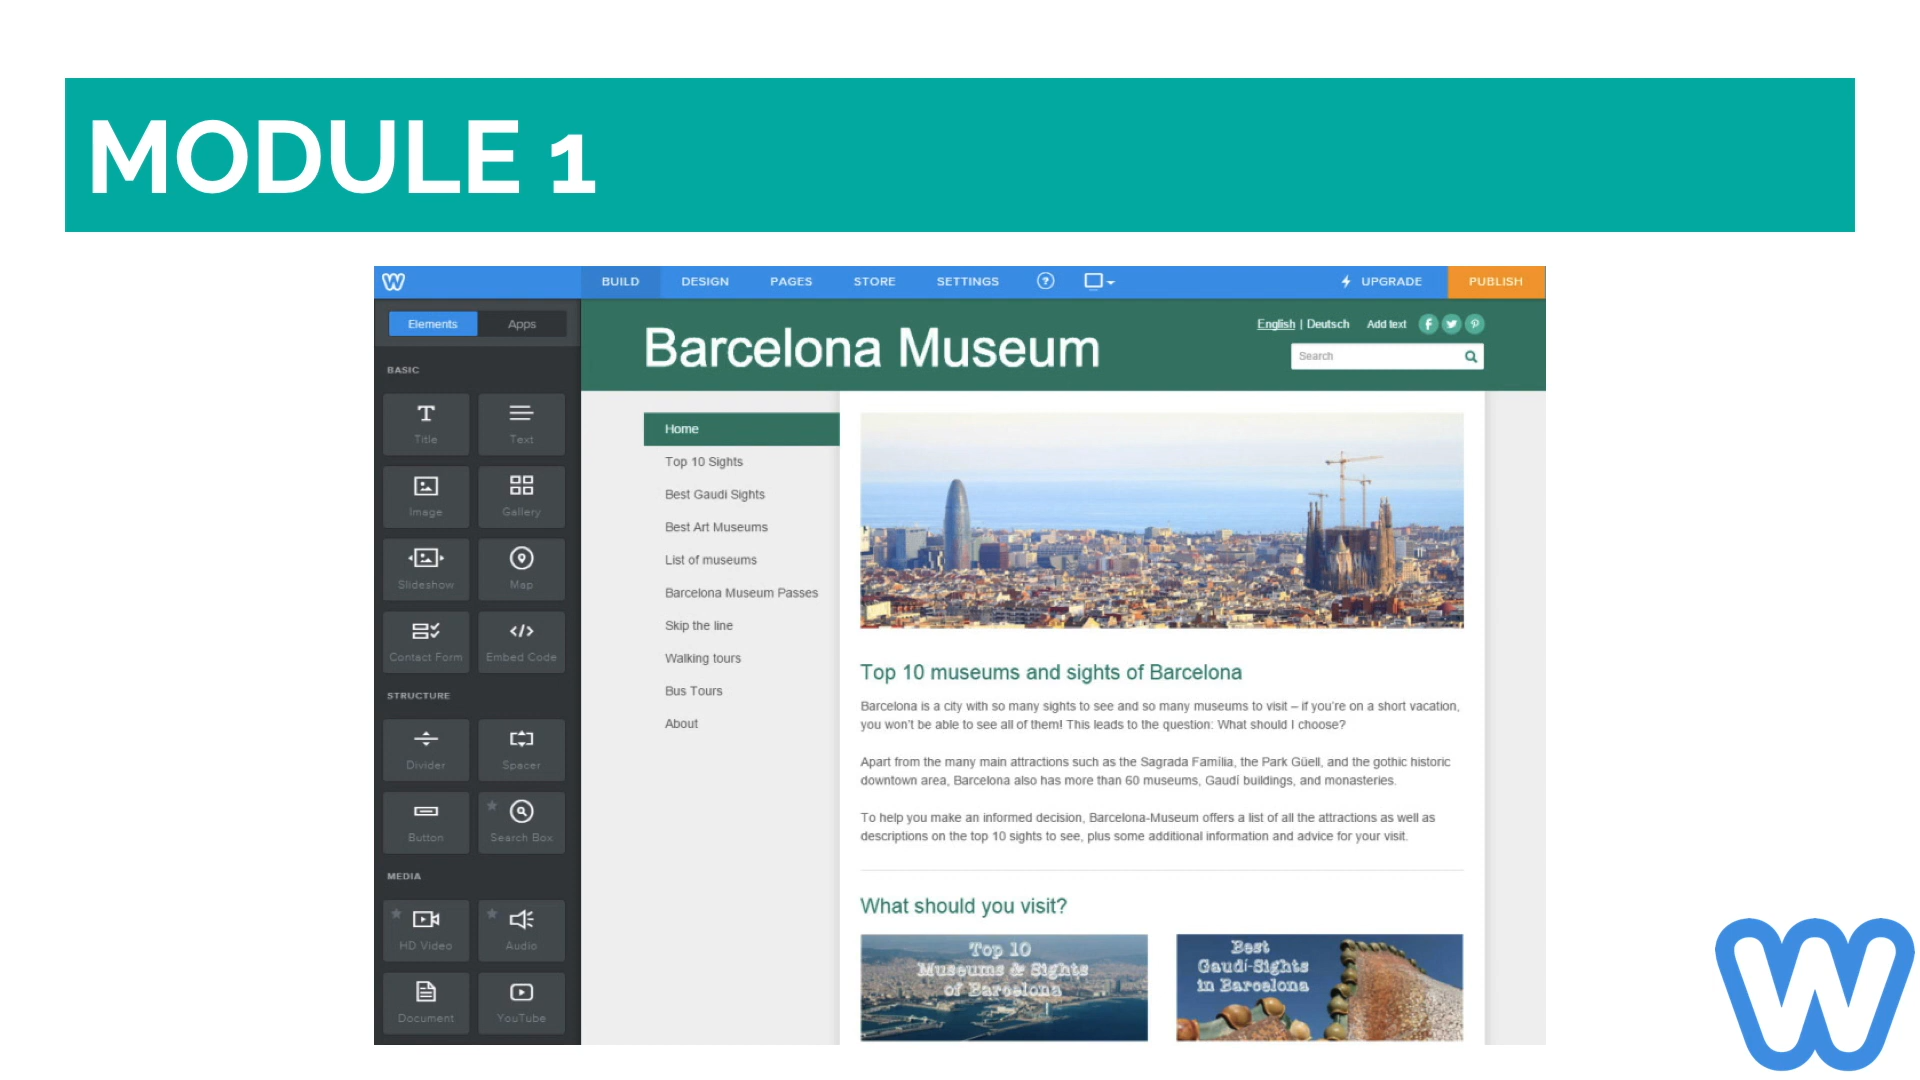 MODULE 1
BUILD DESIGN PAGES STORE SETTINGS ? UPGRADE PUBLISH
Elements Apps
BASIC
Title Text
Image Gallery
Slideshow Map
Contact Form Embed Code
STRUCTURE
Divider Spacer
Button Search Box
MEDIA
HD Video Audio
Document YouTube
Barcelona Museum
English | Deutsch Add text
Search
Home
Top 10 Sights
Best Gaudi Sights
Best Art Museums
List of museums
Barcelona Museum Passes
Skip the line
Walking tours
Bus Tours
About
Top 10 museums and sights of Barcelona
Barcelona is a city with so many sights to see and so many museums to visit – if you're on a short vacation,
you won't be able to see all of them! This leads to the question: What should I choose?
Apart from the many main attractions such as the Sagrada Família, the Park Güell, and the gothic historic
downtown area, Barcelona also has more than 60 museums, Gaudí buildings, and monasteries.
To help you make an informed decision, Barcelona-Museum offers a list of all the attractions as well as
descriptions on the top 10 sights to see, plus some additional information and advice for your visit.
What should you visit?
Top 10
Museums & Sights
of Barcelona
Best
Gaudí-Sights
in Barcelona